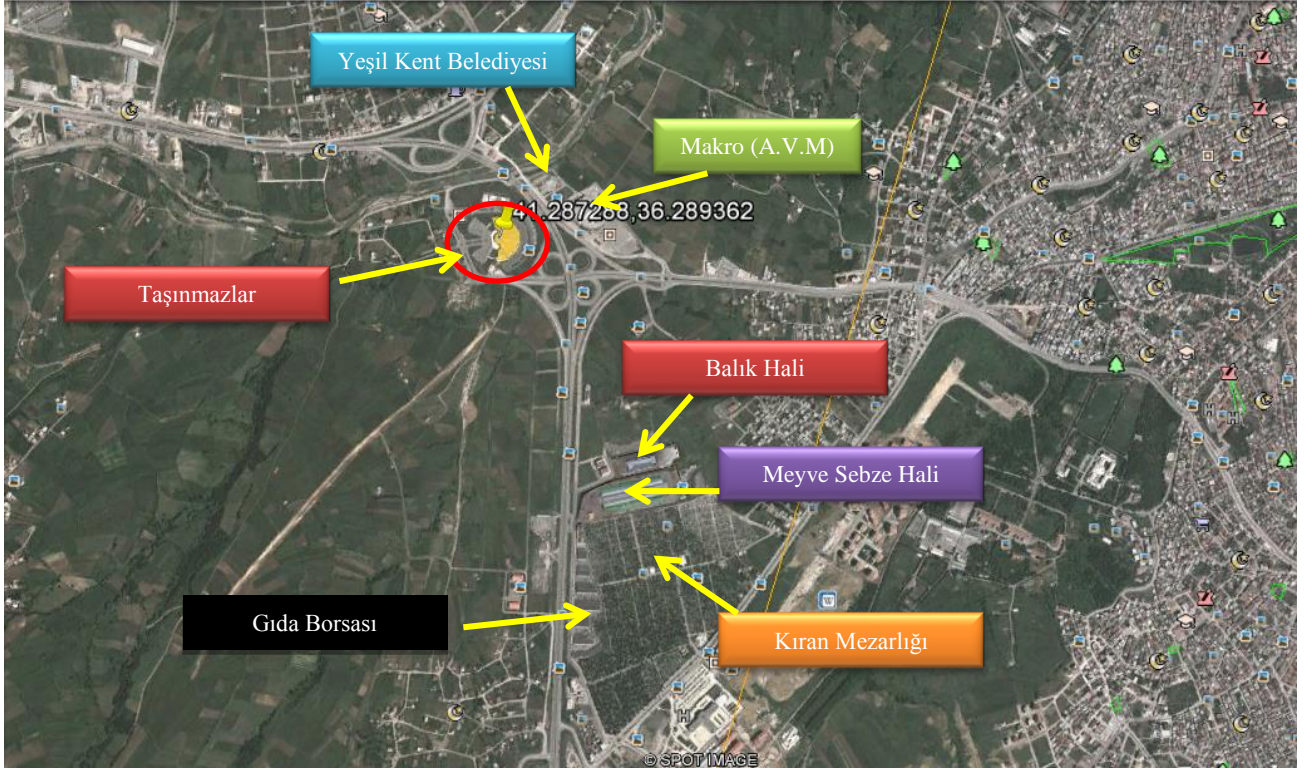 Yeşil Kent Belediyesi
Makro (A.V.M)
41.287288,36.289362
Taşınmazlar
Balık Hali
Meyve Sebze Hali
Gıda Borsası
Kıran Mezarlığı
© SPOT IMAGE